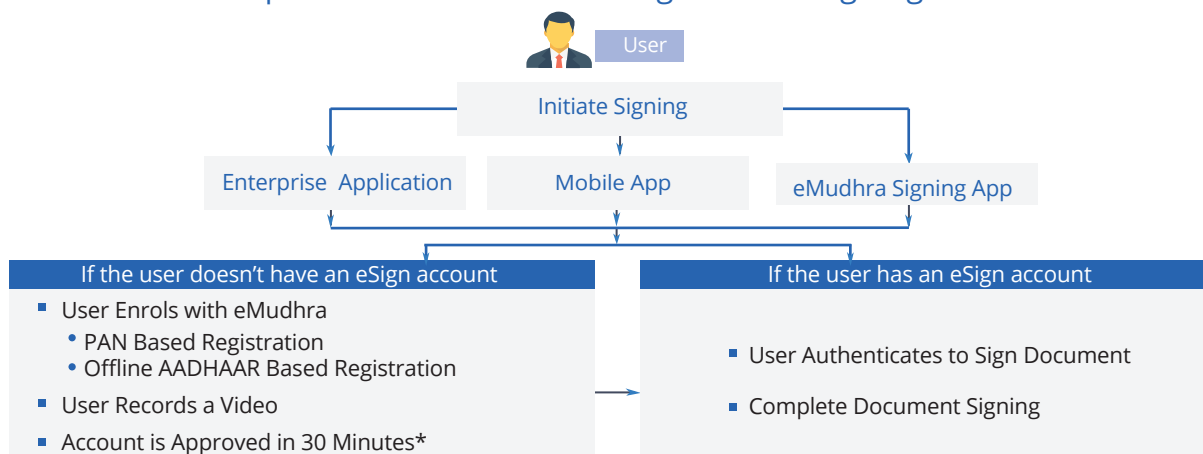 User
Initiate Signing
Enterprise Application
Mobile App
eMudhra Signing App
If the user doesn't have an eSign account
User Enrols with eMudhra
PAN Based Registration
Offline AADHAAR Based Registration
User Records a Video
Account is Approved in 30 Minutes*
If the user has an eSign account
User Authenticates to Sign Document
Complete Document Signing